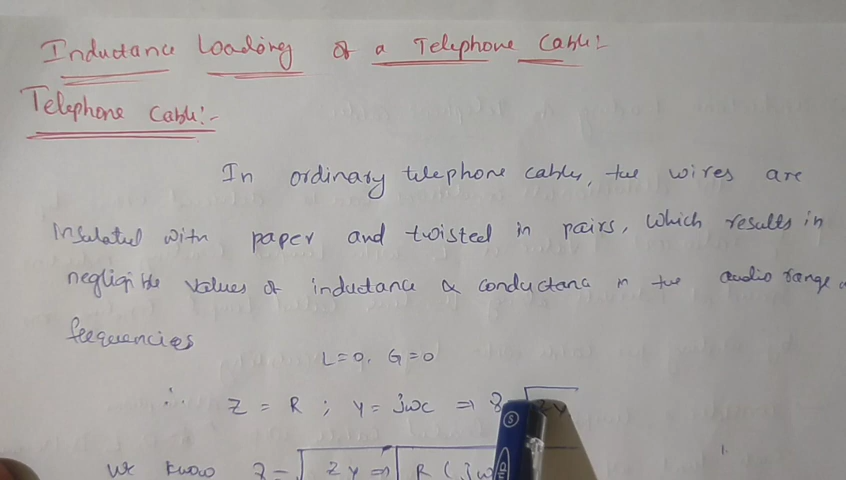 Inductance Loading of a Telephone Cable:-
Telephone Cable:-
In ordinary telephone cables, the wires are
Insulated with paper and twisted in pairs, which results in
negligible values of inductance & conductance in the audio range
frequencies
L=0, G=0
∴ Z = R ; Y = jωc ⇒
We know = √ZY ⇒ √R(jω